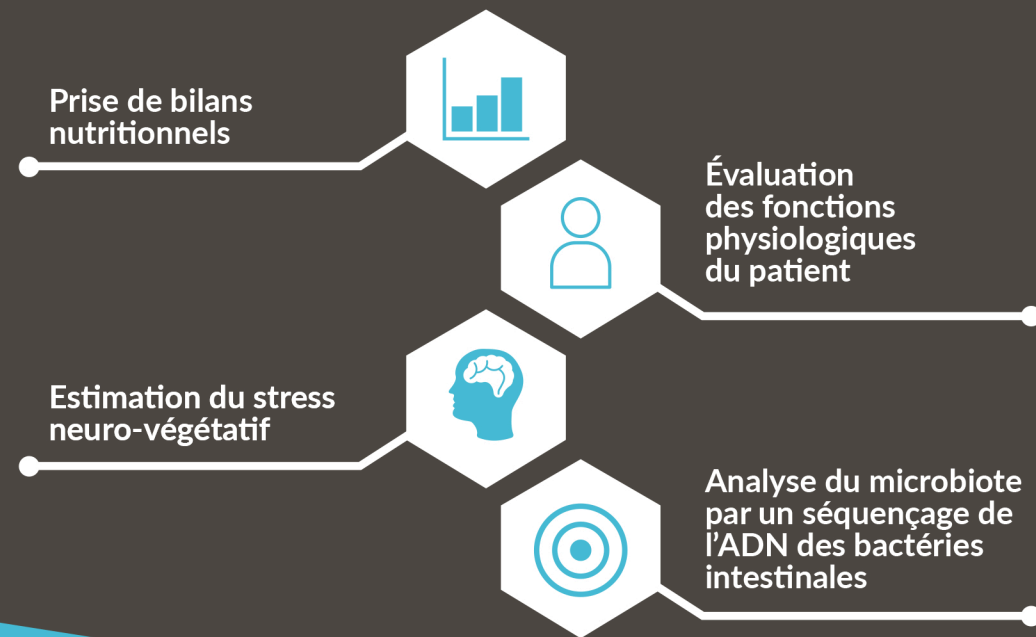 Prise de bilans
nutritionnels
Évaluation
des fonctions
physiologiques
du patient
Estimation du stress
neuro-végétatif
Analyse du microbiote
par un séquençage de
l'ADN des bactéries
intestinales